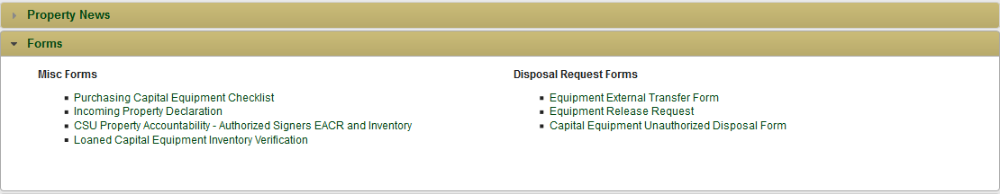 Property News
Forms
Misc Forms
Purchasing Capital Equipment Checklist
Incoming Property Declaration
CSU Property Accountability - Authorized Signers EACR and Inventory
Loaned Capital Equipment Inventory Verification
Disposal Request Forms
Equipment External Transfer Form
Equipment Release Request
Capital Equipment Unauthorized Disposal Form